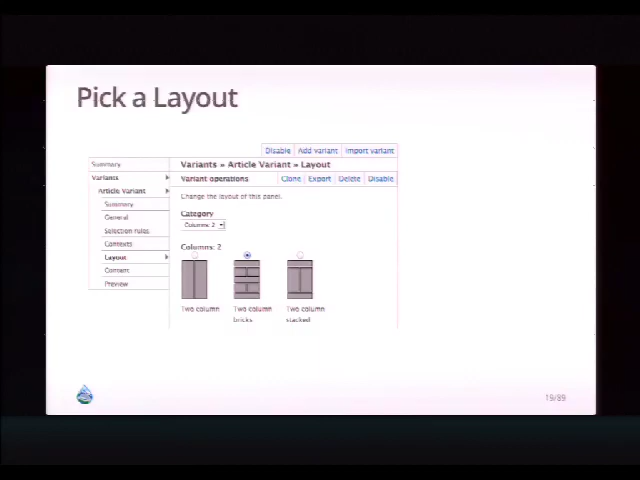 Pick a Layout
Disable Add variant Import variant
Summary
Variants » Article Variant » Layout
Variants
Variant operations Clone Export Delete Disable
Article Variant
Change the layout of this panel.
Summary
General
Category
Selection rules
Columns: 2
Contexts
Columns: 2
Layout
Content
Preview
Two column Two column bricks Two column stacked
19/89